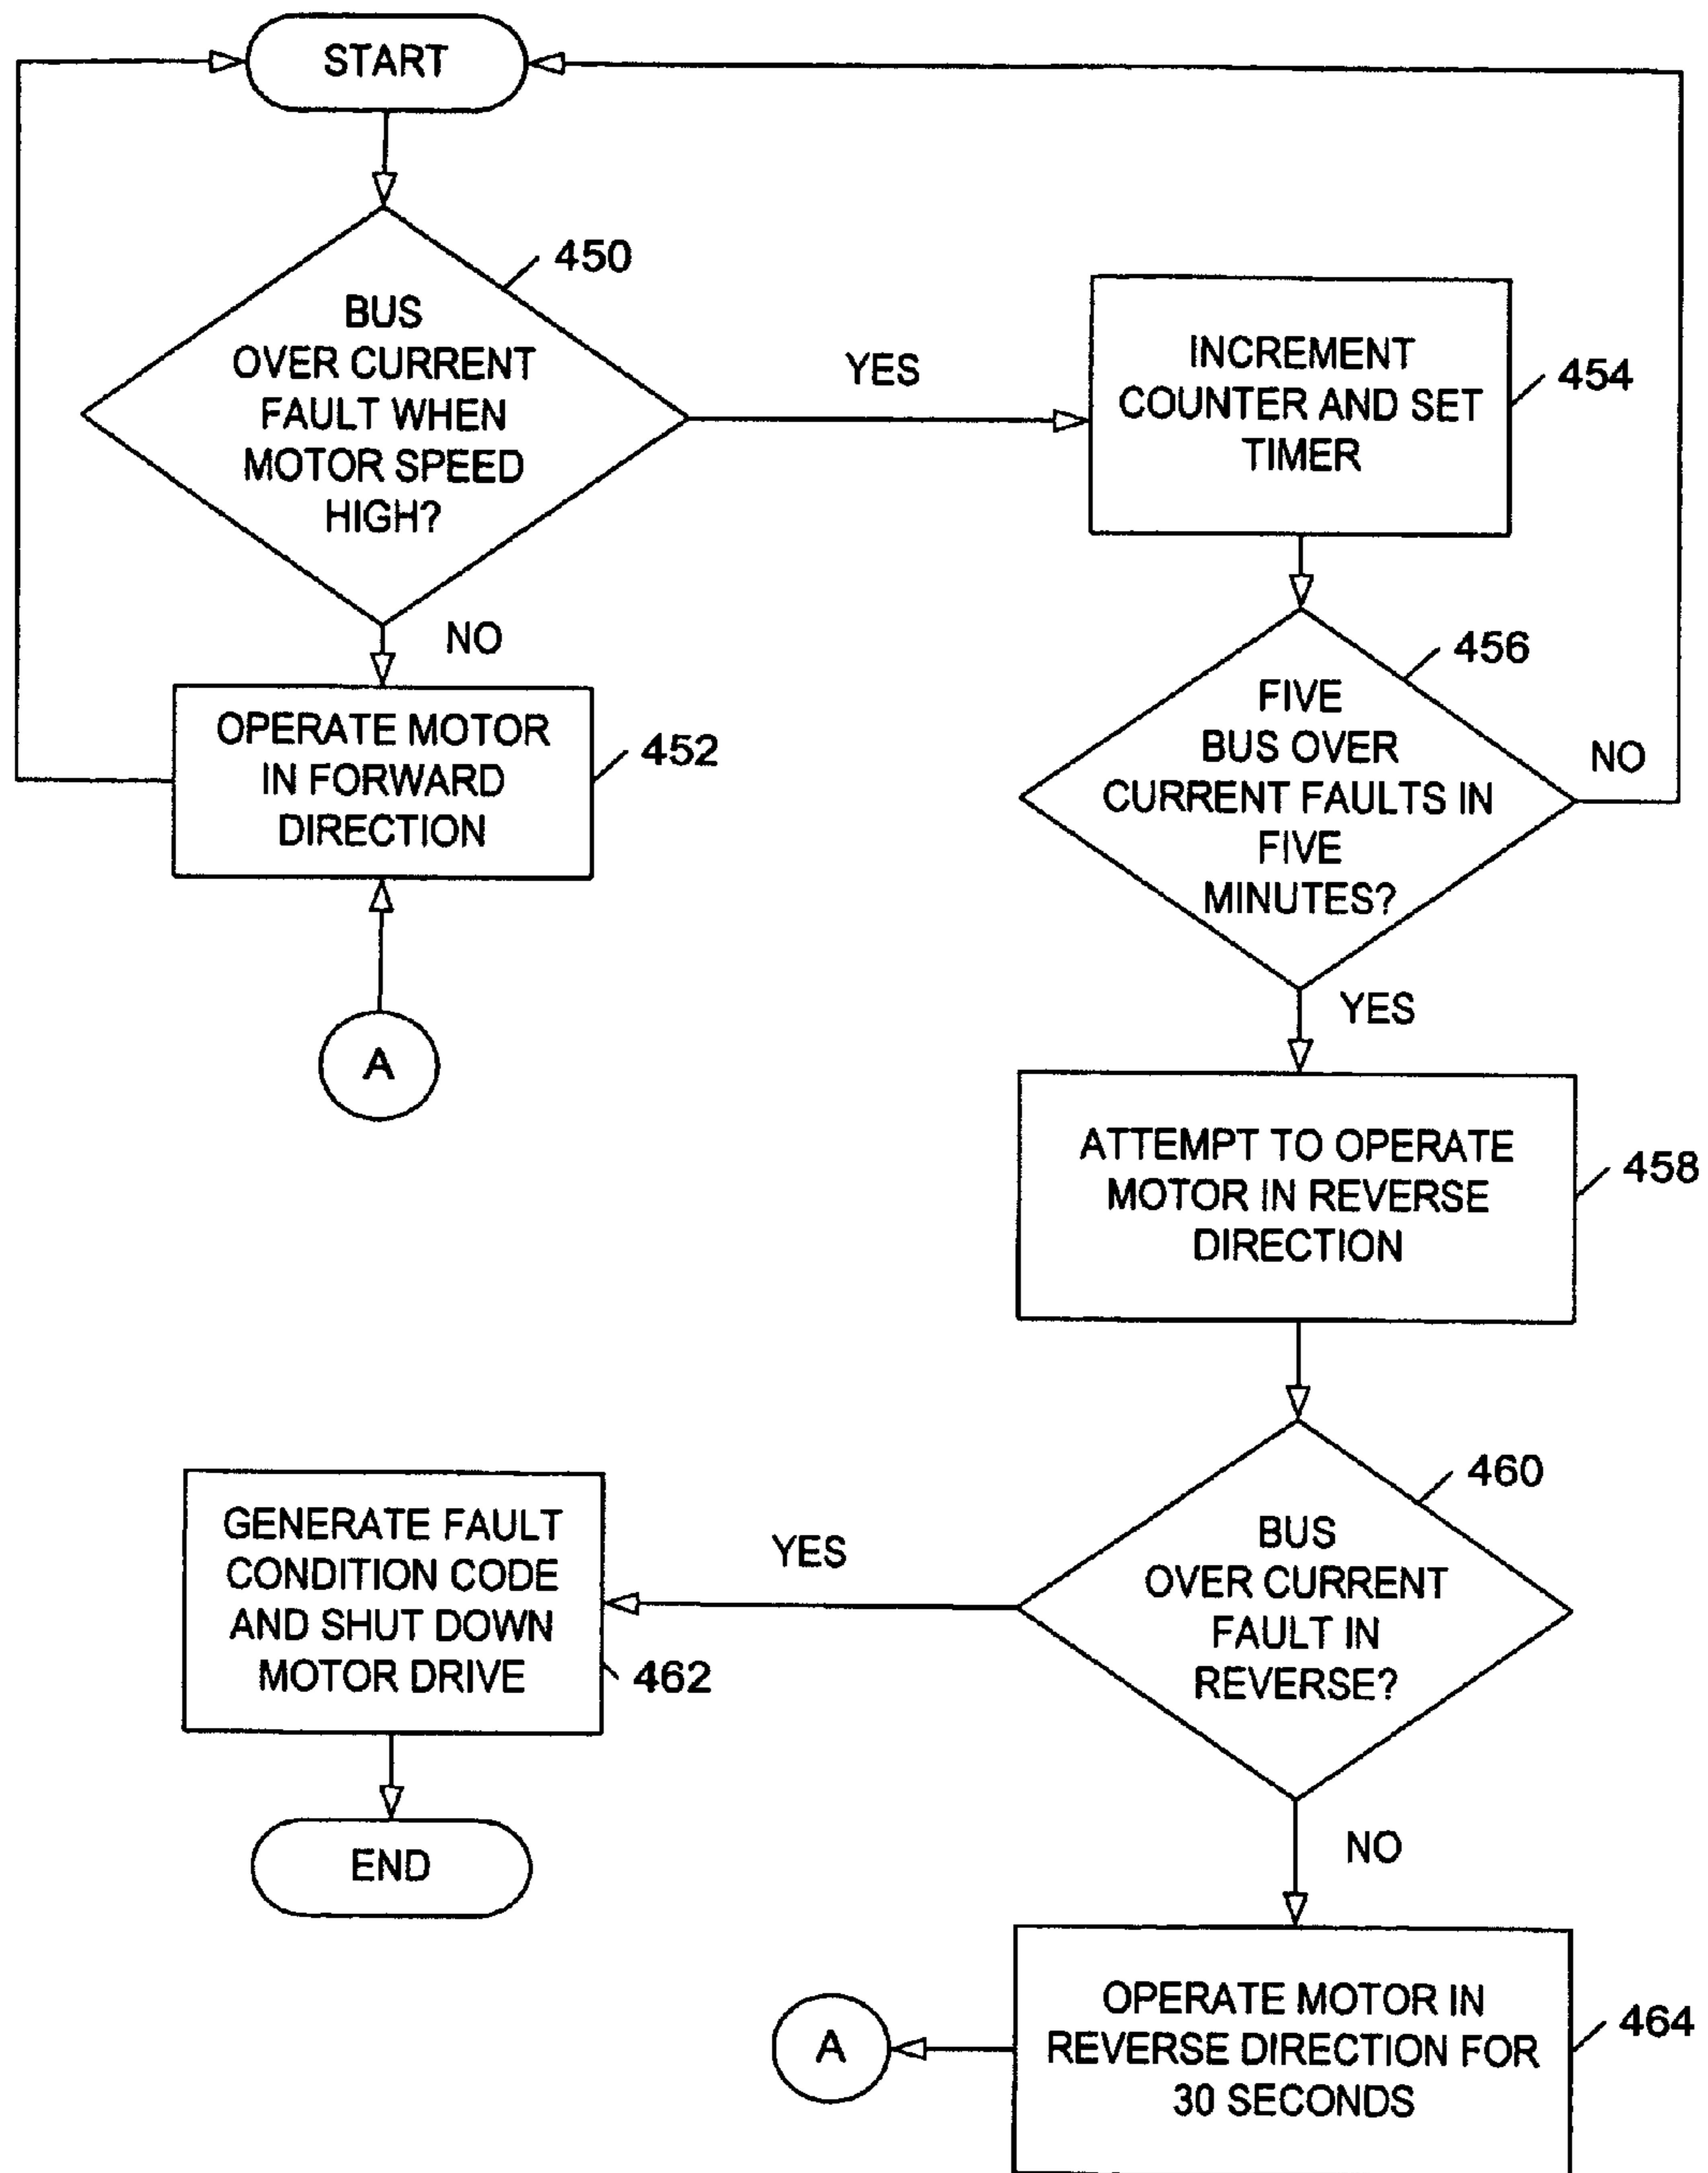 START
450
BUS
OVER CURRENT
FAULT WHEN
MOTOR SPEED
HIGH?
YES
NO
INCREMENT
COUNTER AND SET
TIMER
454
OPERATE MOTOR
IN FORWARD
DIRECTION
452
A
456
FIVE
BUS OVER
CURRENT FAULTS IN
FIVE
MINUTES?
NO
YES
ATTEMPT TO OPERATE
MOTOR IN REVERSE
DIRECTION
458
460
BUS
OVER CURRENT
FAULT IN
REVERSE?
YES
GENERATE FAULT
CONDITION CODE
AND SHUT DOWN
MOTOR DRIVE
462
END
NO
OPERATE MOTOR IN
REVERSE DIRECTION FOR
30 SECONDS
464
A